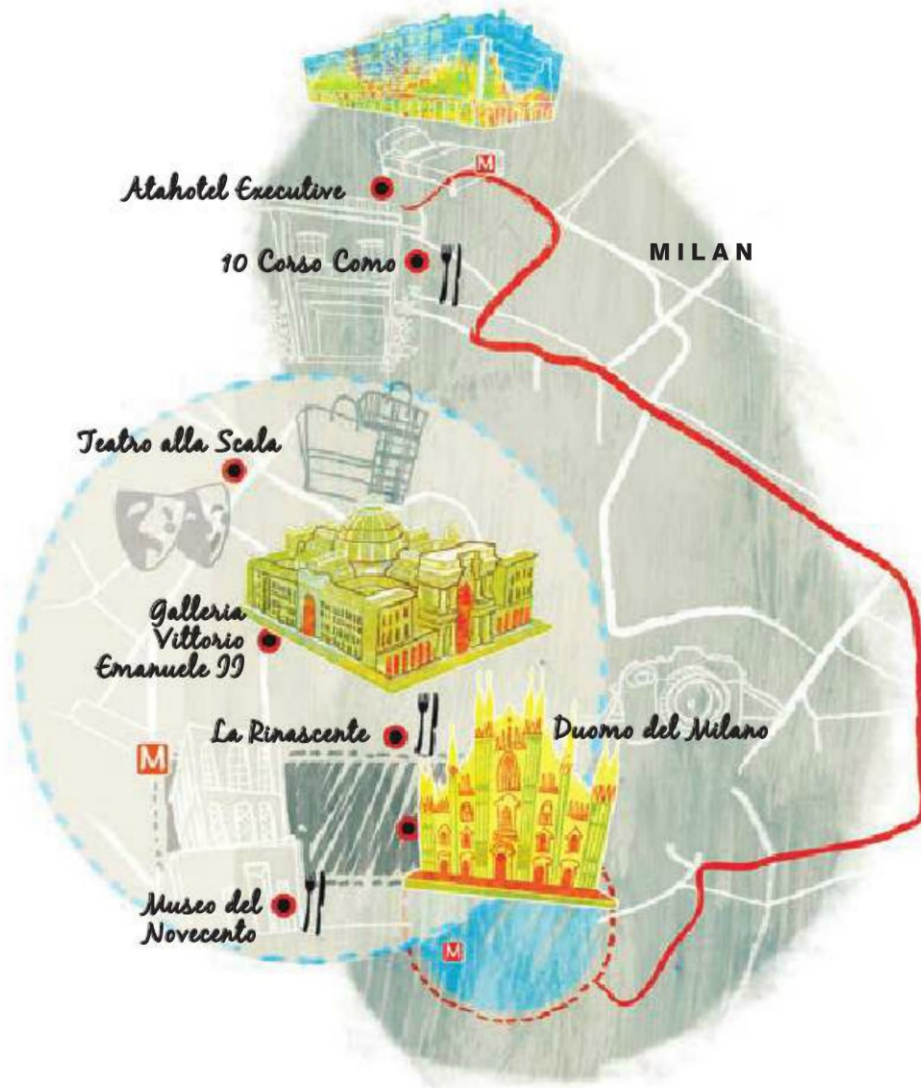 Atahotel Executive
M
MILAN
10 Corso Como
Teatro alla Scala
Galleria
Vittorio
Emanuele II
La Rinascente
Duomo del Milano
M
Museo del
Novecento
M